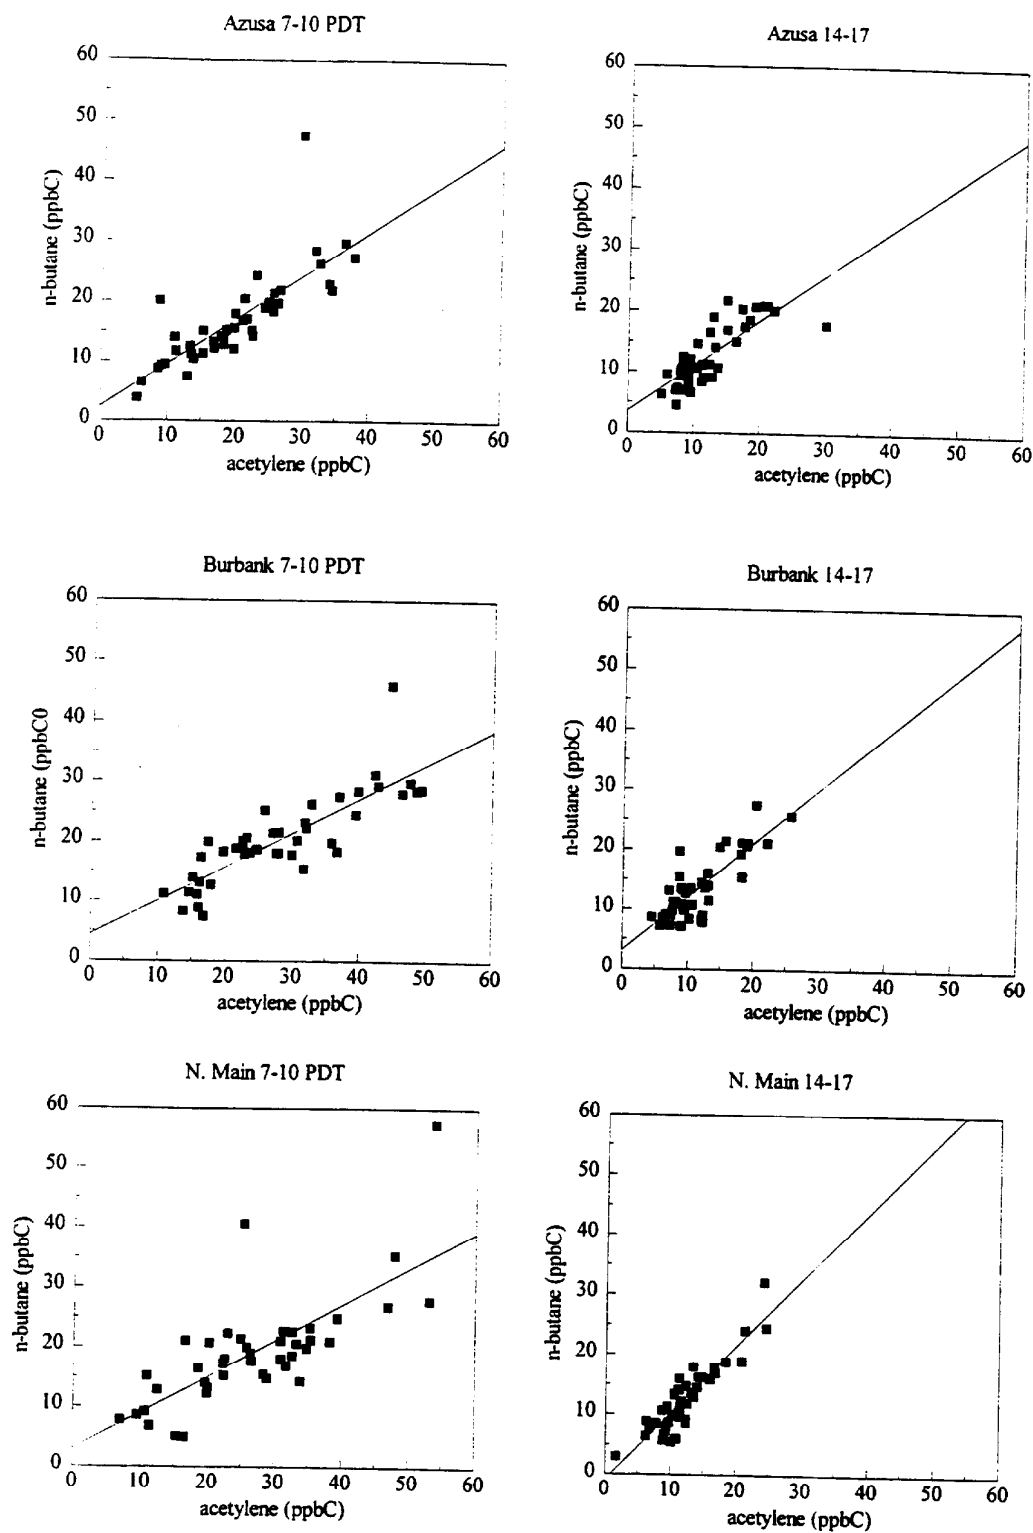 Azusa 7-10 PDT
60
50
40
30
20
10
0
n-butane (ppbC)
0 10 20 30 40 50 60
acetylene (ppbC)
Azusa 14-17
60
50
40
30
20
10
0
n-butane (ppbC)
0 10 20 30 40 50 60
acetylene (ppbC)
Burbank 7-10 PDT
60
50
40
30
20
10
0
n-butane (ppbC0
0 10 20 30 40 50 60
acetylene (ppbC)
Burbank 14-17
60
50
40
30
20
10
0
n-butane (ppbC)
0 10 20 30 40 50 60
acetylene (ppbC)
N. Main 7-10 PDT
60
50
40
30
20
10
0
n-butane (ppbC)
0 10 20 30 40 50 60
acetylene (ppbC)
N. Main 14-17
60
50
40
30
20
10
0
n-butane (ppbC)
0 10 20 30 40 50 60
acetylene (ppbC)